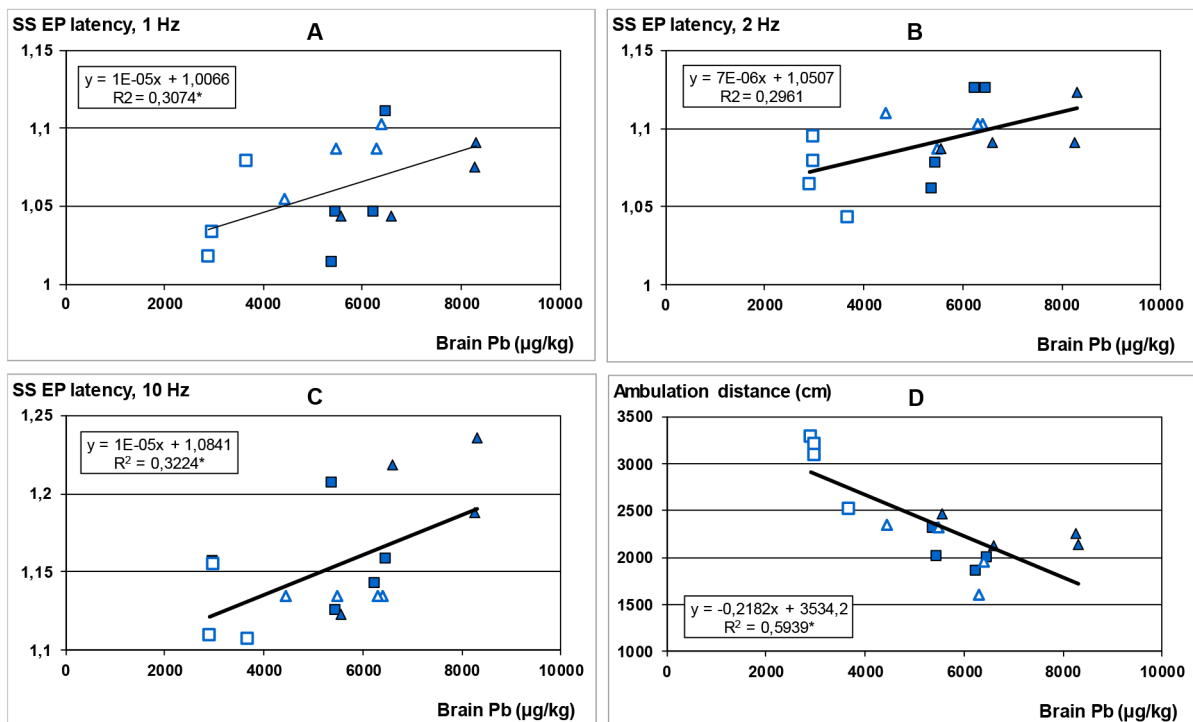 SS EP latency, 1 Hz
A
1,15
y = 1E-05x + 1,0066
R2 = 0,3074*
1,1
1,05
1
0 2000 4000 6000 8000 10000
Brain Pb (µg/kg)
SS EP latency, 2 Hz
B
1,15
y = 7E-06x + 1,0507
R2 = 0,2961
1,1
1,05
1
0 2000 4000 6000 8000 10000
Brain Pb (µg/kg)
SS EP latency, 10 Hz
C
1,25
y = 1E-05x + 1,0841
R² = 0,3224*
1,2
1,15
1,1
0 2000 4000 6000 8000 10000
Brain Pb (µg/kg)
Ambulation distance (cm)
D
3500
3000
2500
2000
1500
y = -0,2182x + 3534,2
R² = 0,5939*
1000
0 2000 4000 6000 8000 10000
Brain Pb (µg/kg)